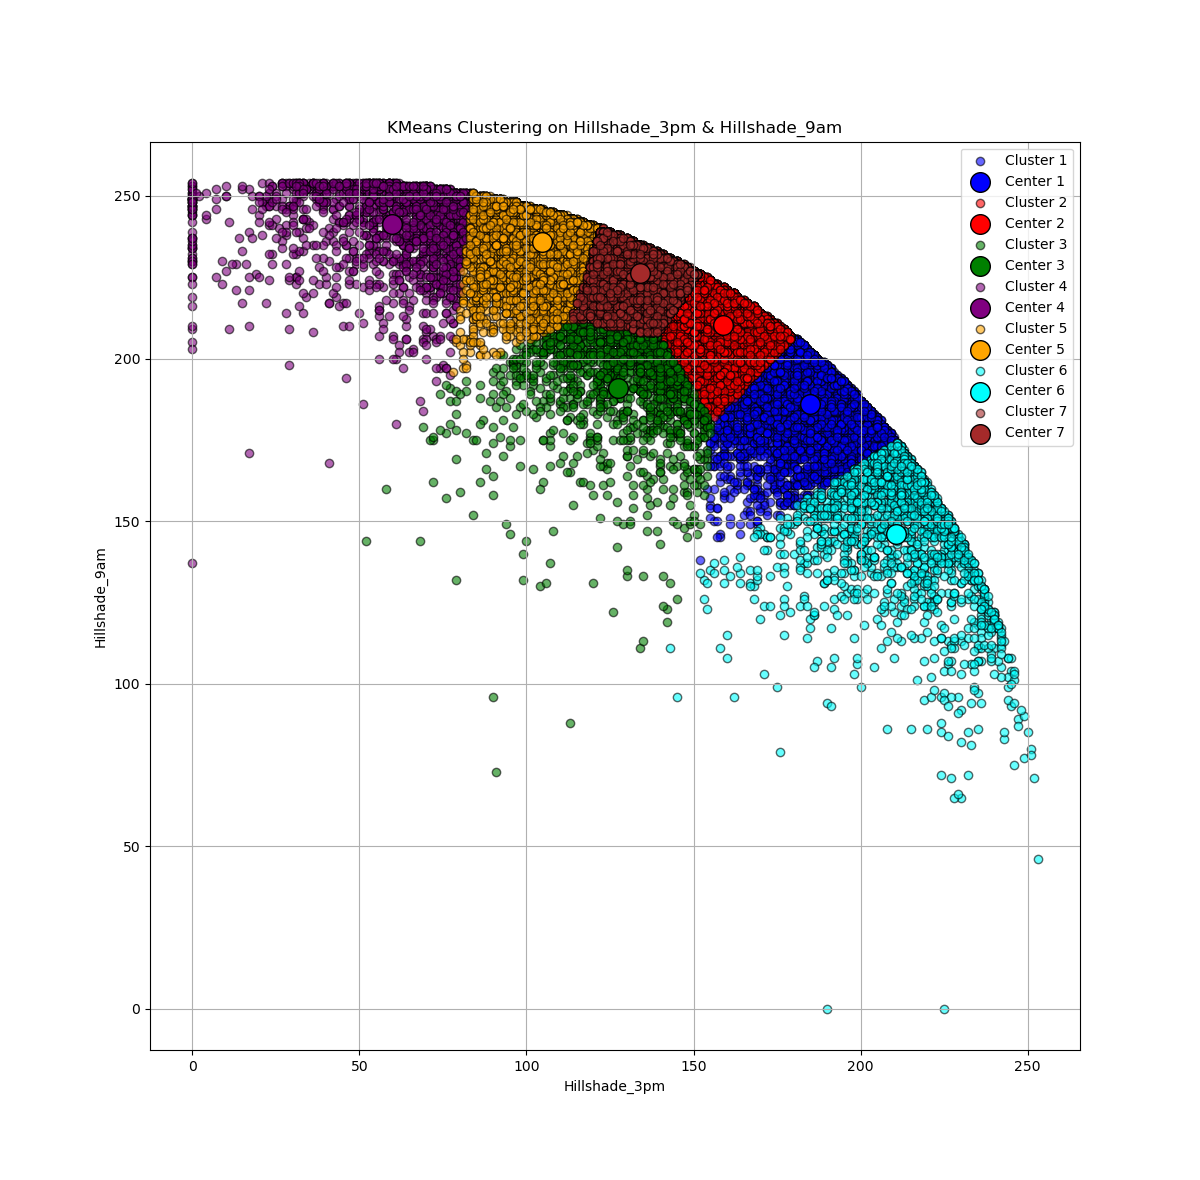 KMeans Clustering on Hillshade_3pm & Hillshade_9am
Cluster 1
Center 1
Cluster 2
Center 2
Cluster 3
Center 3
Cluster 4
Center 4
Cluster 5
Center 5
Cluster 6
Center 6
Cluster 7
Center 7
250
200
150
100
50
0
Hillshade_9am
0 50 100 150 200 250
Hillshade_3pm